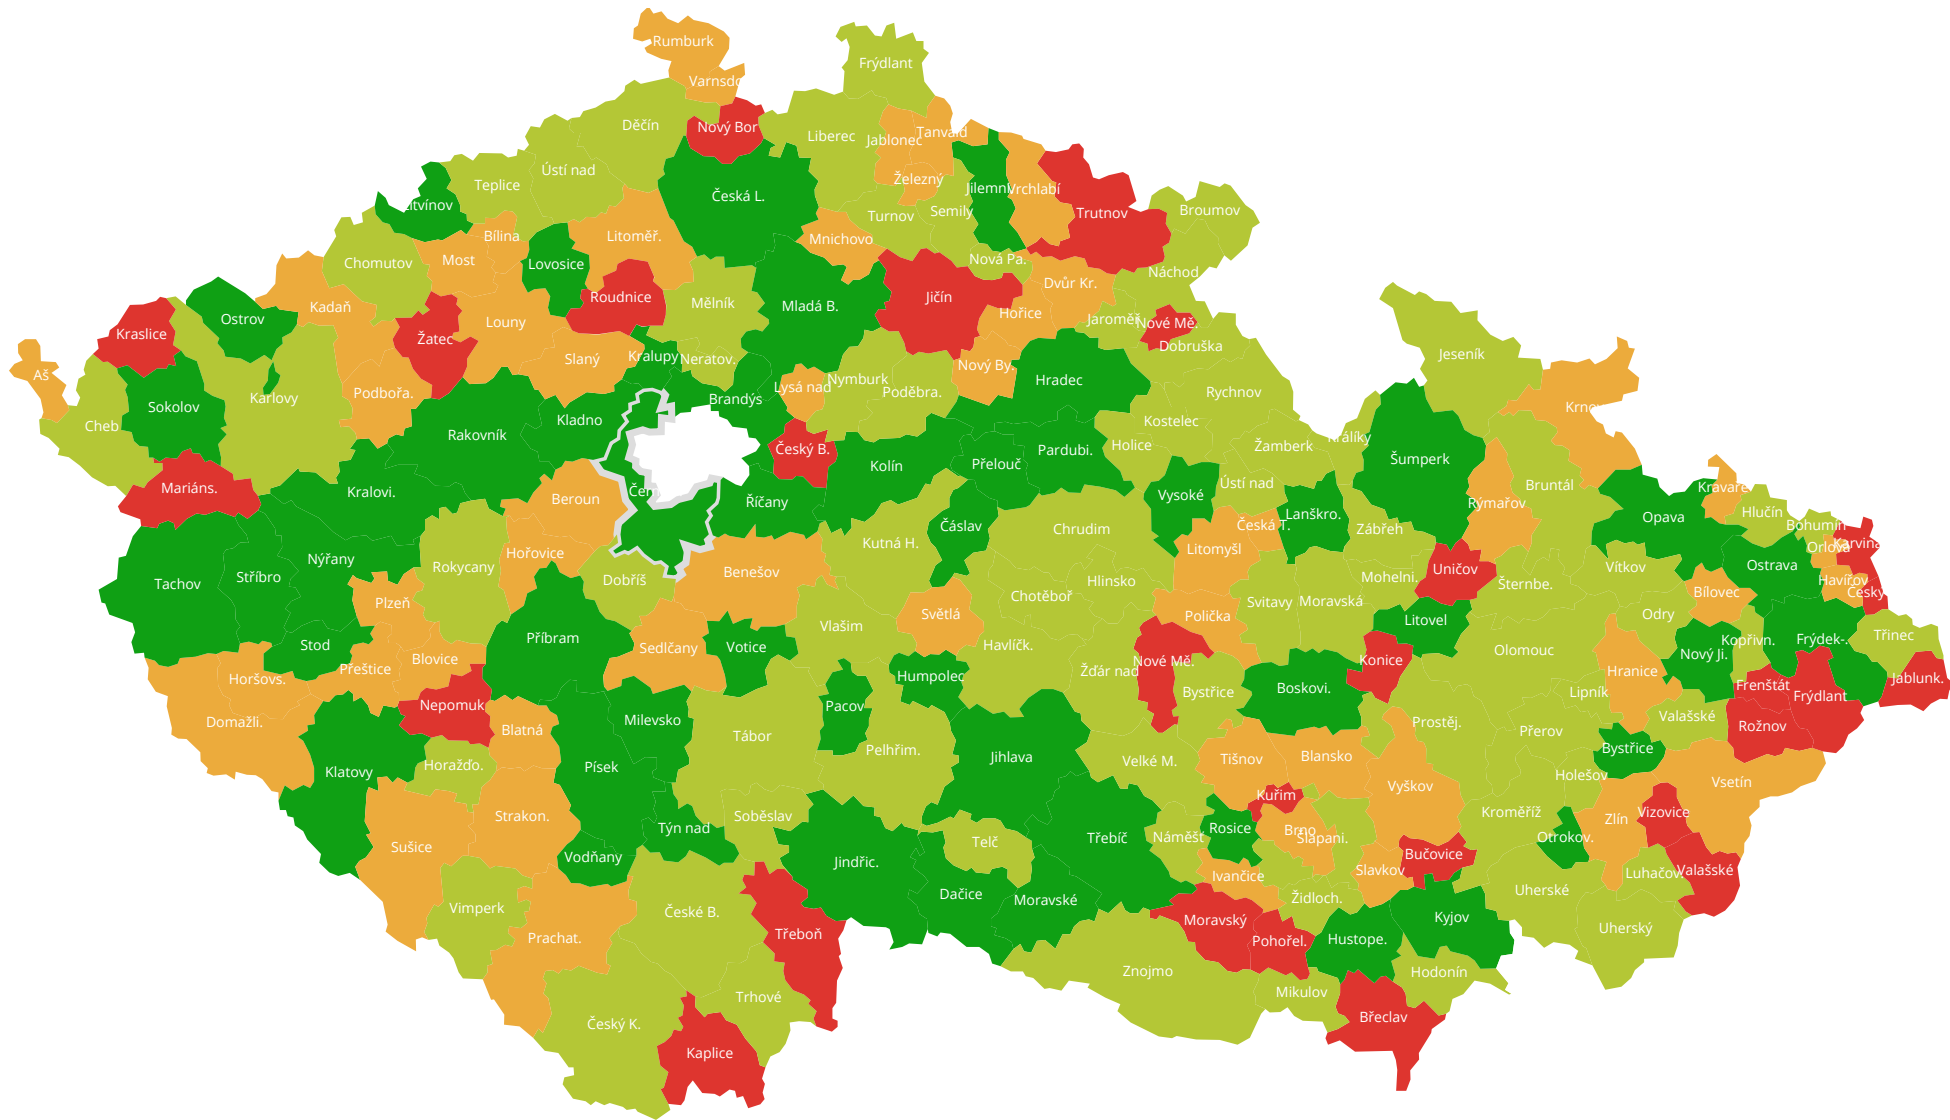 Rumburk
Frýdlant
Varnsdo
Děčín
Nový Bor
Liberec
Jablonec
Tanvald
Ústí nad
Teplice
Česká L.
Železný
Jilemni
Vrchlabí
Litvínov
Turnov
Semily
Trutnov
Broumov
Bílina
Litoměř.
Mnichovo
Most
Chomutov
Lovosice
Nová Pa.
Náchod
Dvůr Kr.
Roudnice
Mělník
Mladá B.
Jičín
Kadaň
Ostrov
Louny
Hořice
Jaroměř
Nové Mě.
Kraslice
Žatec
Dobruška
Slaný
Kralupy
Neratov.
Jeseník
Aš
Nový By.
Hradec
Nymburk
Lysá nad
Poděbra.
Podbořa.
Karlovy
Brandýs
Rychnov
Sokolov
Krno
Cheb
Kladno
Kostelec
Rakovník
Králíky
Holice
Žamberk
Český B.
Pardubi.
Šumperk
Kolín
Přelouč
Ústí nad
Mariáns.
Kralovi.
Čern
Vysoké
Bruntál
Kravaře
Beroun
Říčany
Rýmařov
Lanškro.
Hlučín
Opava
Čáslav
Chrudim
Česká T.
Zábřeh
Bohumín
Kutná H.
Karviná
Orlová
Litomyšl
Hořovice
Nýřany
Rokycany
Ostrava
Vítkov
Uničov
Benešov
Stříbro
Tachov
Dobříš
Hlinsko
Mohelni.
Šternbe.
Havířov
Český
Bílovec
Chotěboř
Plzeň
Svitavy
Moravská
Světlá
Polička
Odry
Litovel
Vlašim
Třinec
Příbram
Kopřivn.
Frýdek-.
Stod
Votice
Sedlčany
Havlíčk.
Olomouc
Nový Ji.
Blovice
Nové Mě.
Konice
Přeštice
Žďár nad
Hranice
Horšovs.
Humpolec
Jablunk.
Frenštát
Boskovi.
Bystřice
Lipník
Frýdlant
Nepomuk
Pacov
Valašské
Milevsko
Domažli.
Prostěj.
Rožnov
Blatná
Přerov
Tábor
Pelhřim.
Bystřice
Jihlava
Blansko
Tišnov
Velké M.
Horažďo.
Písek
Klatovy
Holešov
Vsetín
Vyškov
Kuřim
Kroměříž
Vizovice
Strakon.
Soběslav
Zlín
Týn nad
Rosice
Brno
Náměšť
Třebíč
Šlapani.
Otrokov.
Telč
Sušice
Bučovice
Vodňany
Jindřic.
Slavkov
Valašské
Luhačov
Ivančice
Uherské
Dačice
Židloch.
Moravské
Vimperk
České B.
Kyjov
Moravský
Uherský
Třeboň
Prachat.
Hustope.
Pohořel.
Znojmo
Hodonín
Mikulov
Trhové
Břeclav
Český K.
Kaplice